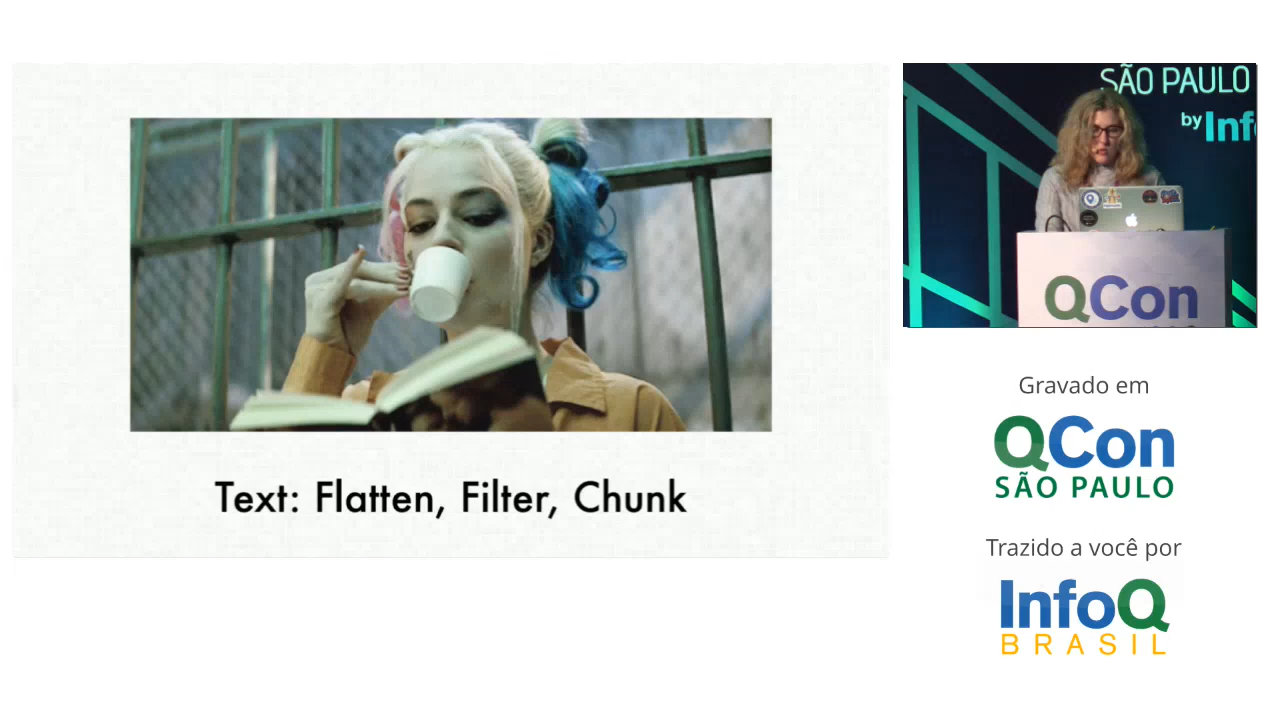 Text: Flatten, Filter, Chunk
SÃO PAULO
by Inf
QCon
Gravado em
QCon
SÃO PAULO
Trazido a você por
InfoQ
BRASIL